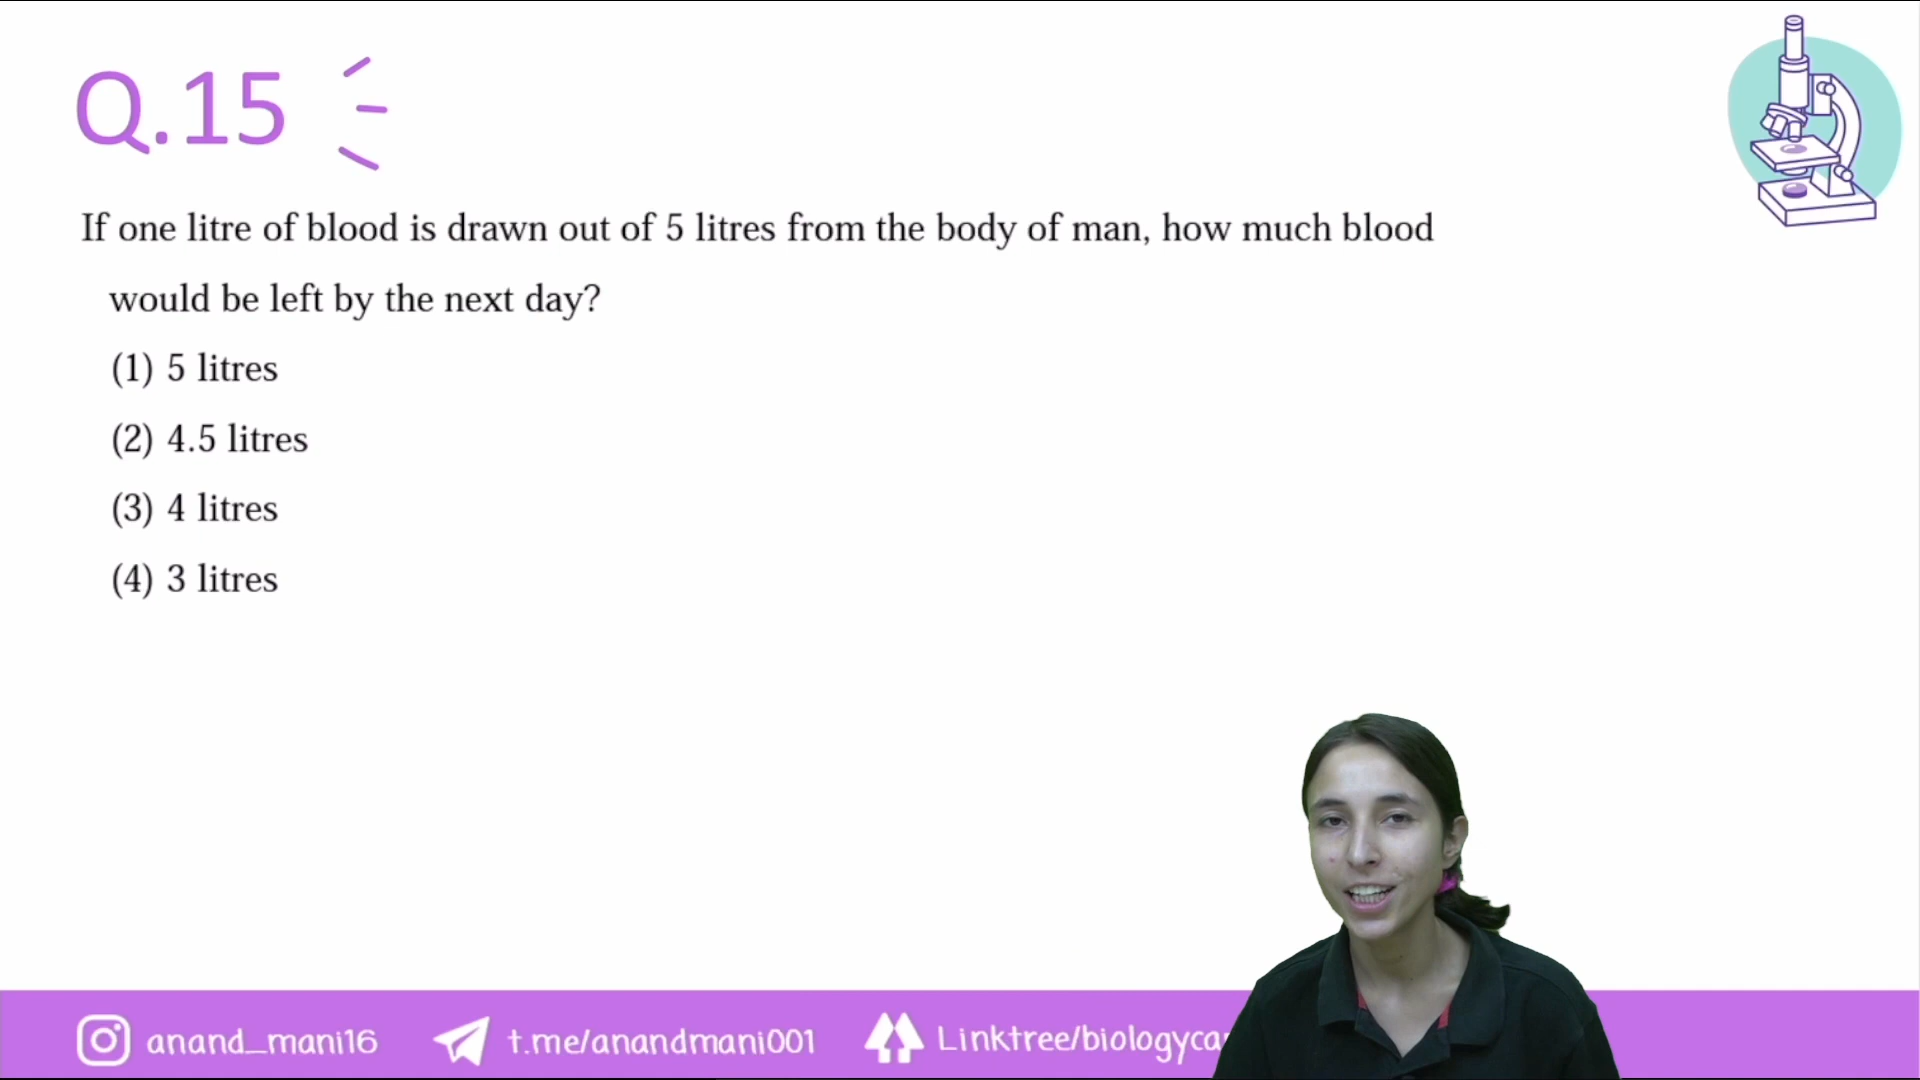 Q.15
If one litre of blood is drawn out of 5 litres from the body of man, how much blood
would be left by the next day?
(1) 5 litres
(2) 4.5 litres
(3) 4 litres
(4) 3 litres
anand_mani16 t.me/anandmani001 Linktree/biologyca